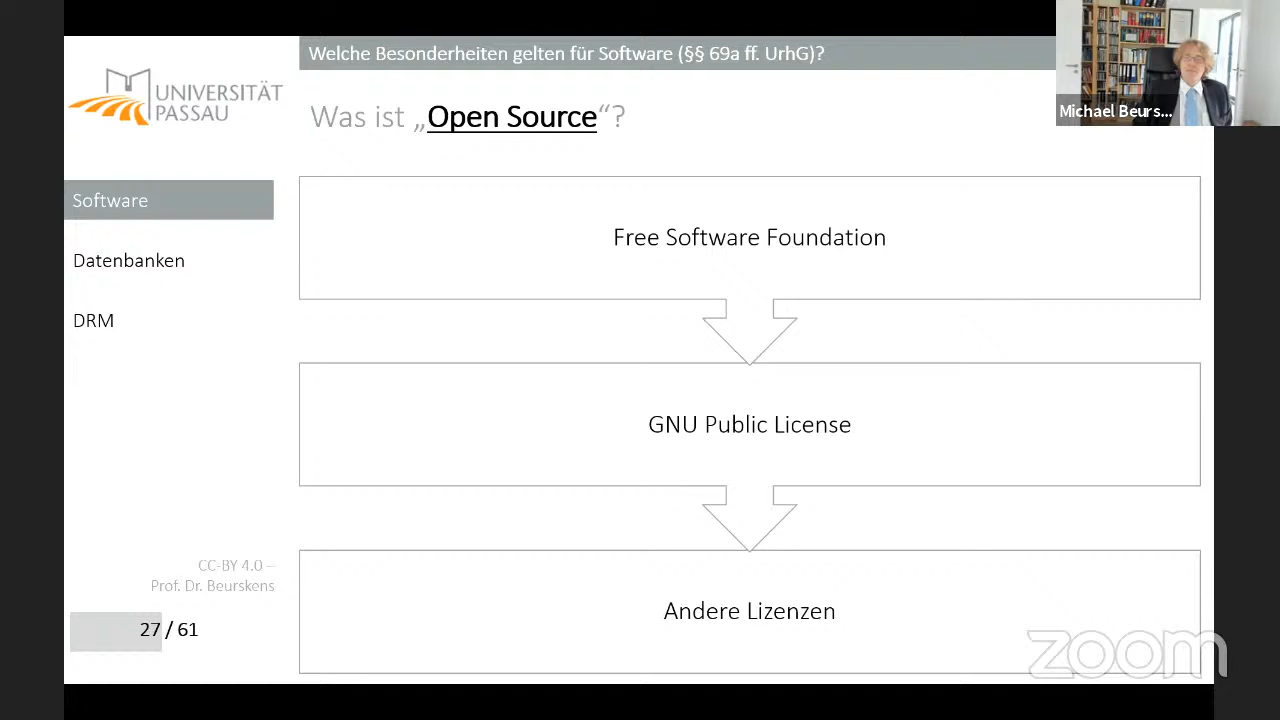 Welche Besonderheiten gelten für Software (§§ 69a ff. UrhG)?
UNIVERSITÄT
PASSAU
Was ist „Open Source“?
Michael Beurs...
Software
Datenbanken
DRM
Free Software Foundation
GNU Public License
Andere Lizenzen
CC-BY 4.0 –
Prof. Dr. Beurskens
27 / 61
zoom